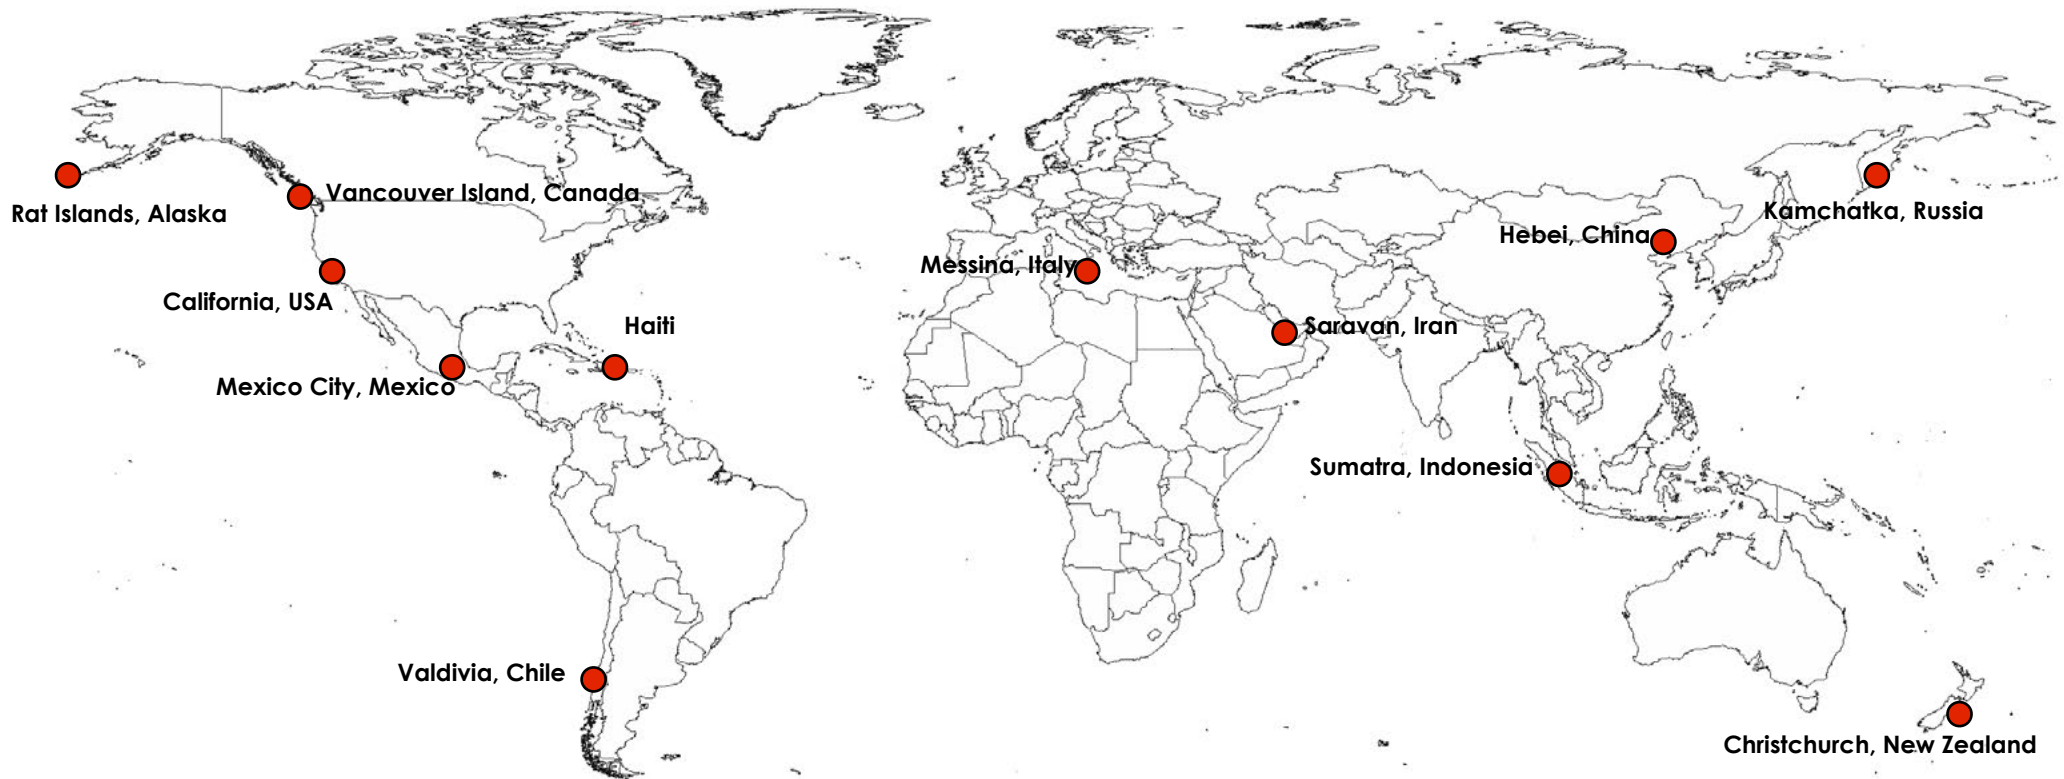 Vancouver Island, Canada
Rat Islands, Alaska
Kamchatka, Russia
Hebei, China
Messina, Italy
California, USA
Haiti
Saravan, Iran
Mexico City, Mexico
Sumatra, Indonesia
Valdivia, Chile
Christchurch, New Zealand